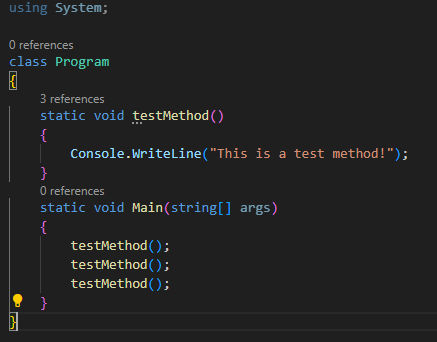 using System;
0 references
class Program
{
3 references
static void testMethod()
{
Console.WriteLine("This is a test method!");
}
0 references
static void Main(string[] args)
{
testMethod();
testMethod();
testMethod();
}
}